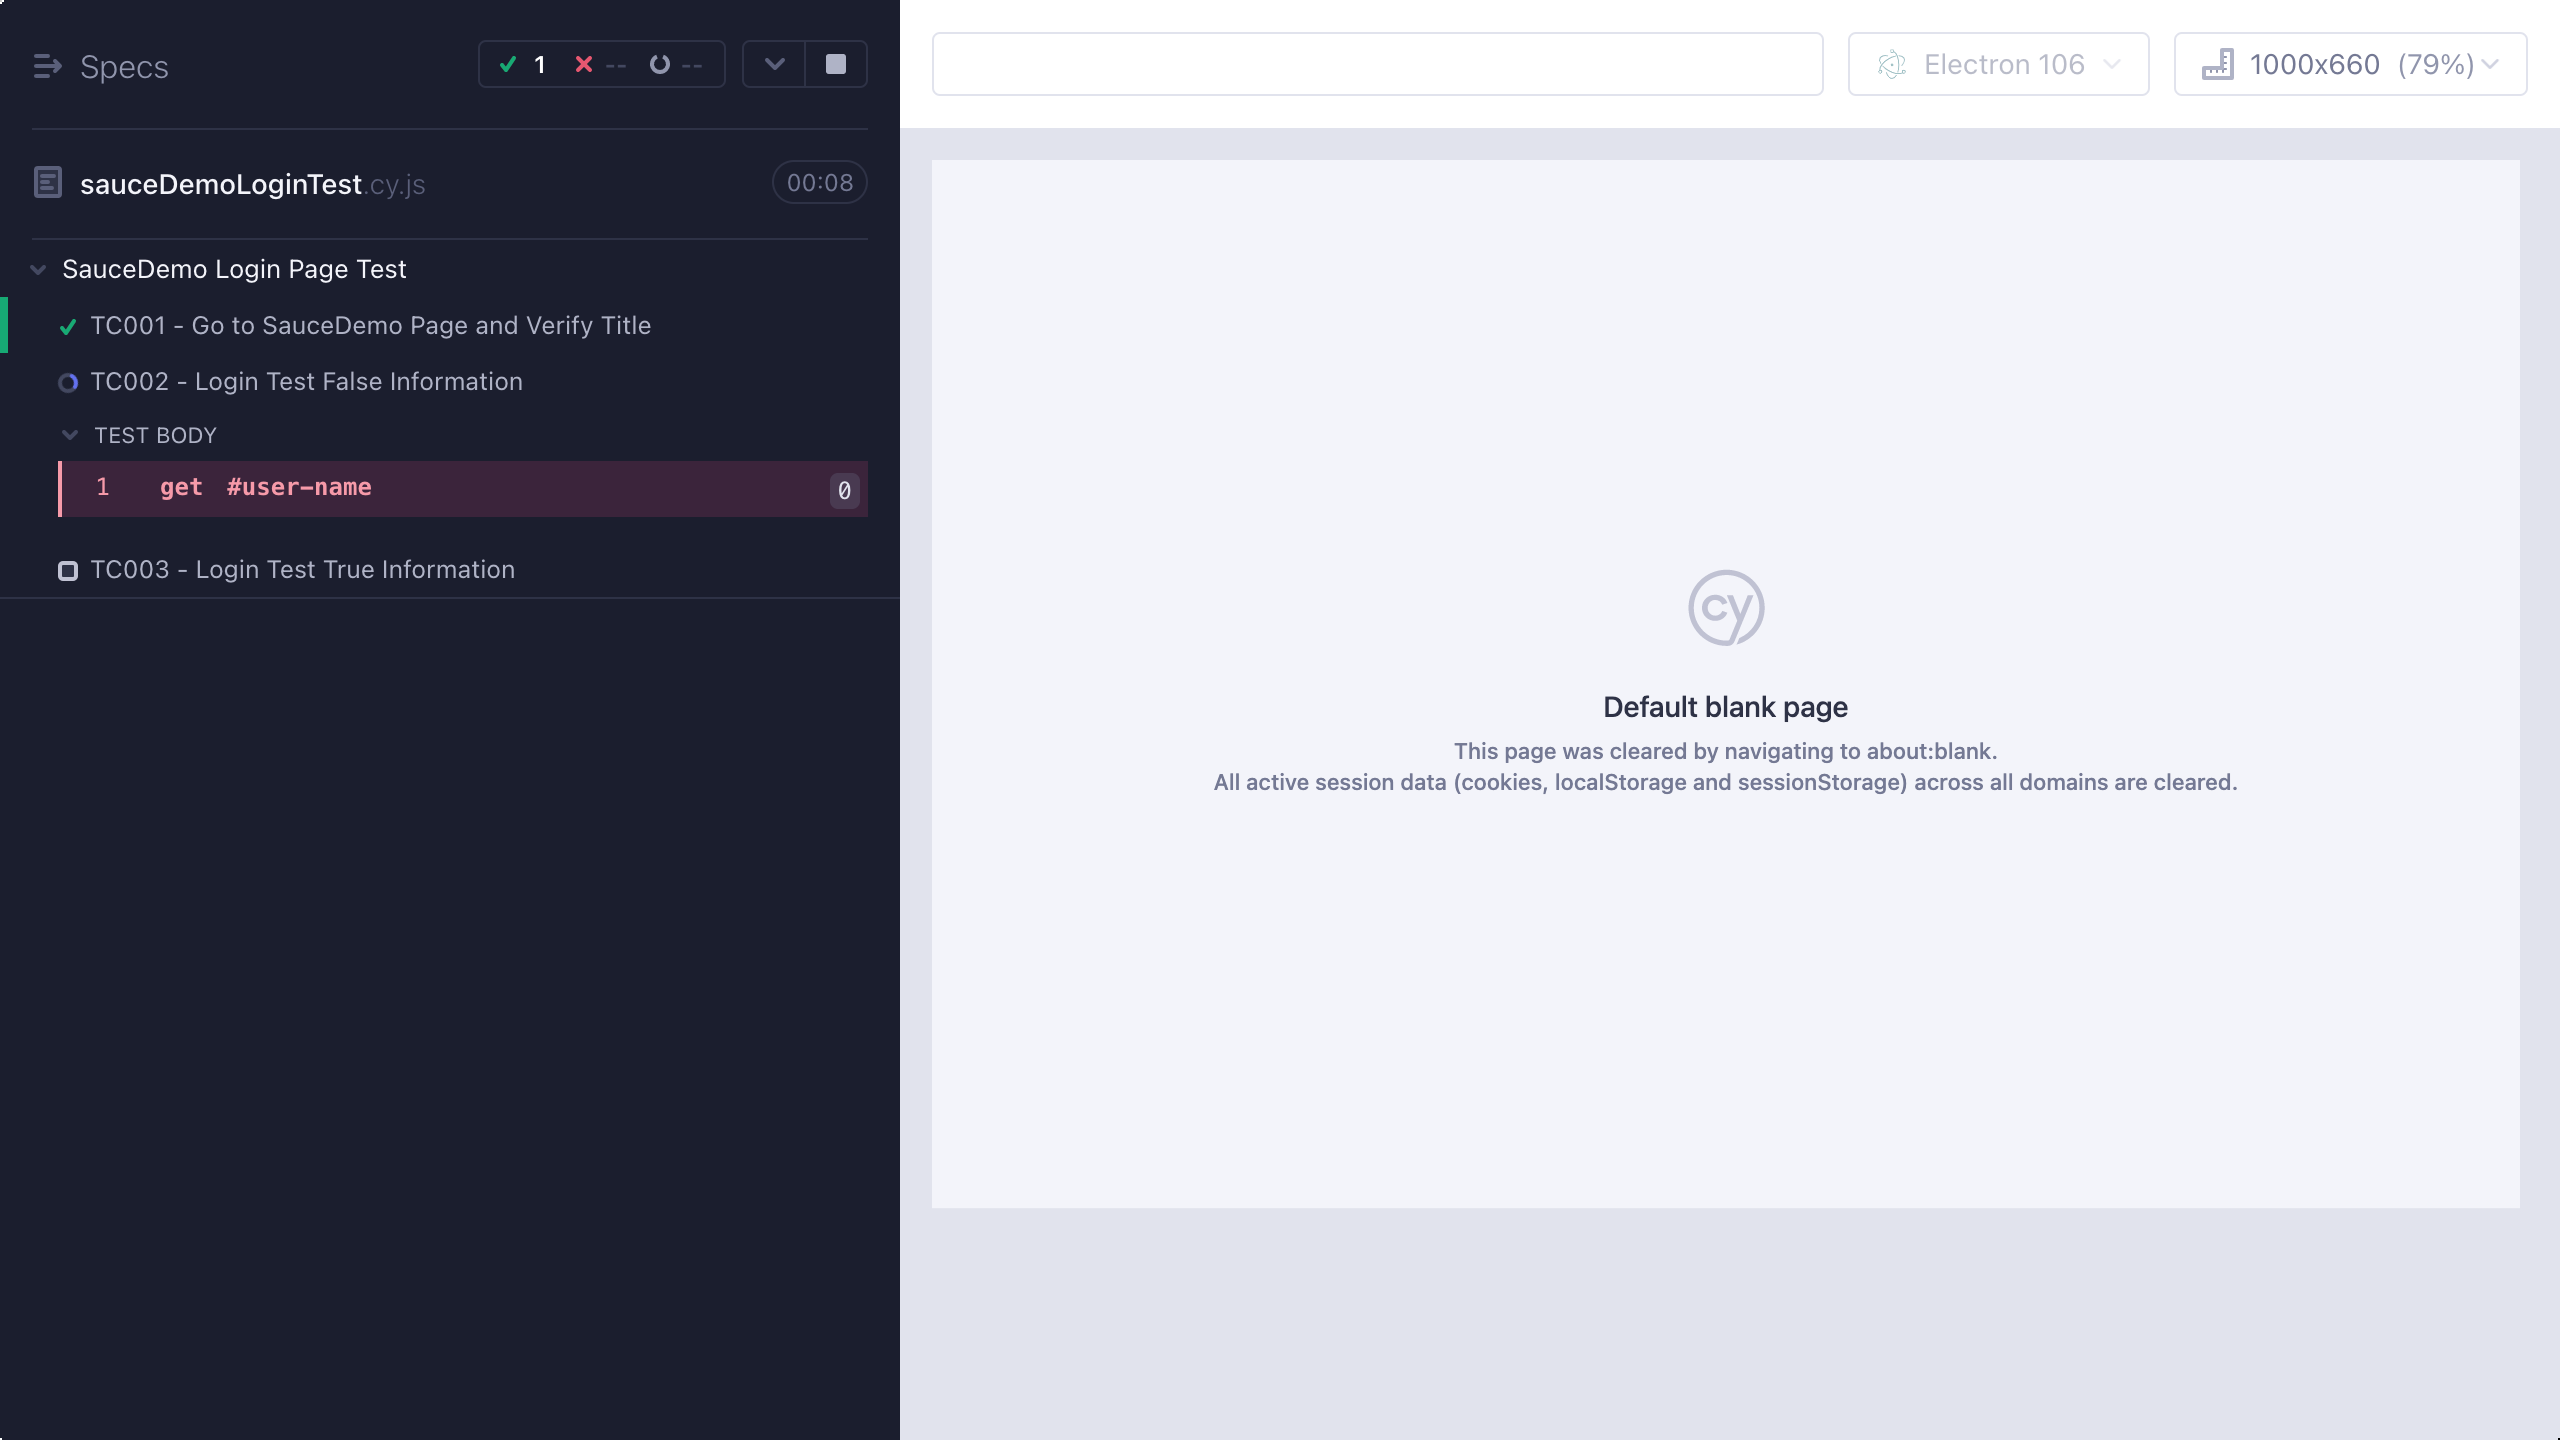 Specs
1 -- --
sauceDemoLoginTest.cy.js
00:08
SauceDemo Login Page Test
TC001 - Go to SauceDemo Page and Verify Title
TC002 - Login Test False Information
TEST BODY
1 get #user-name 0
TC003 - Login Test True Information
Electron 106
1000x660 (79%)
cy
Default blank page
This page was cleared by navigating to about:blank.
All active session data (cookies, localStorage and sessionStorage) across all domains are cleared.